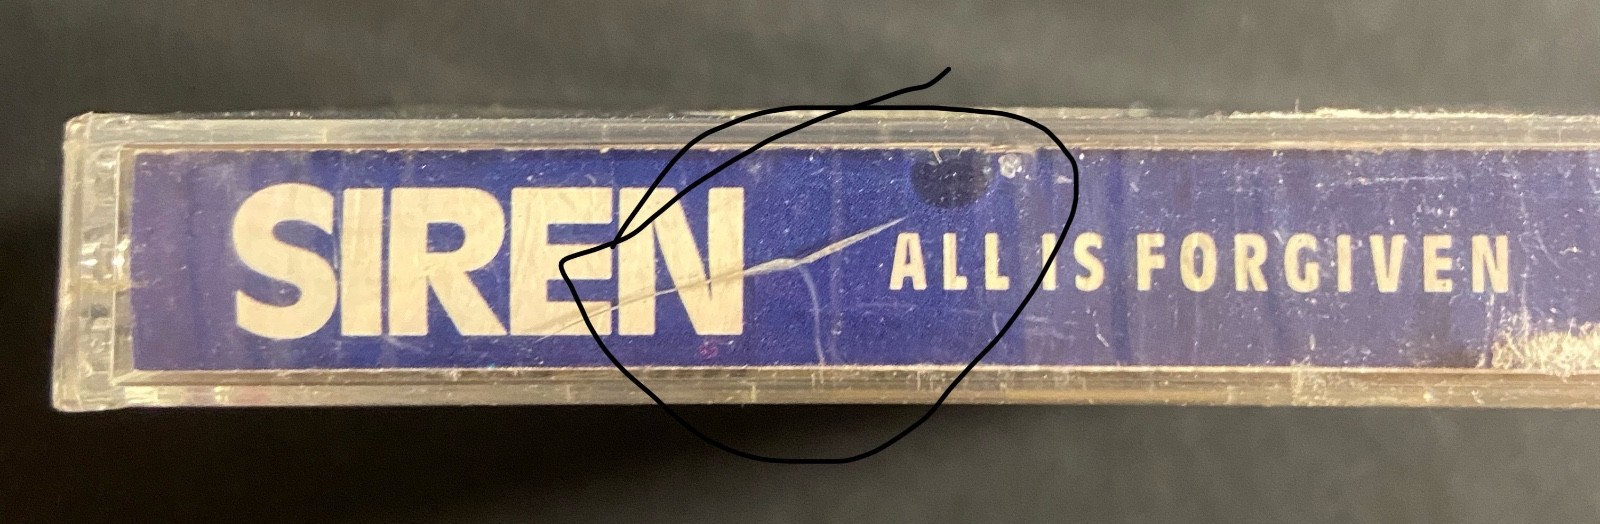 SIREN ALL IS FORGIVEN